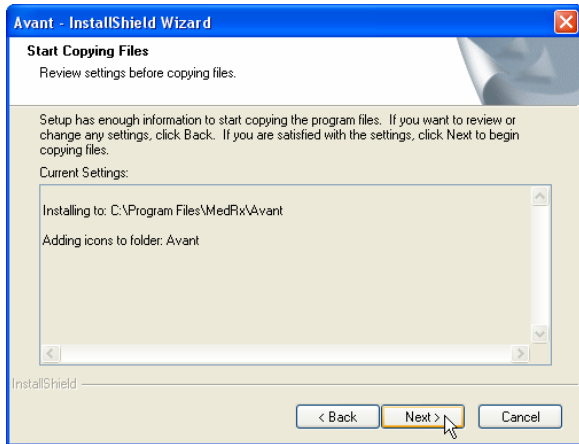 Avant - InstallShield Wizard
Start Copying Files
Review settings before copying files.
Setup has enough information to start copying the program files. If you want to review or
change any settings, click Back. If you are satisfied with the settings, click Next to begin
copying files.
Current Settings:
Installing to: C:\Program Files\MedRx\Avant
Adding icons to folder: Avant
InstallShield
< Back
Next >
Cancel